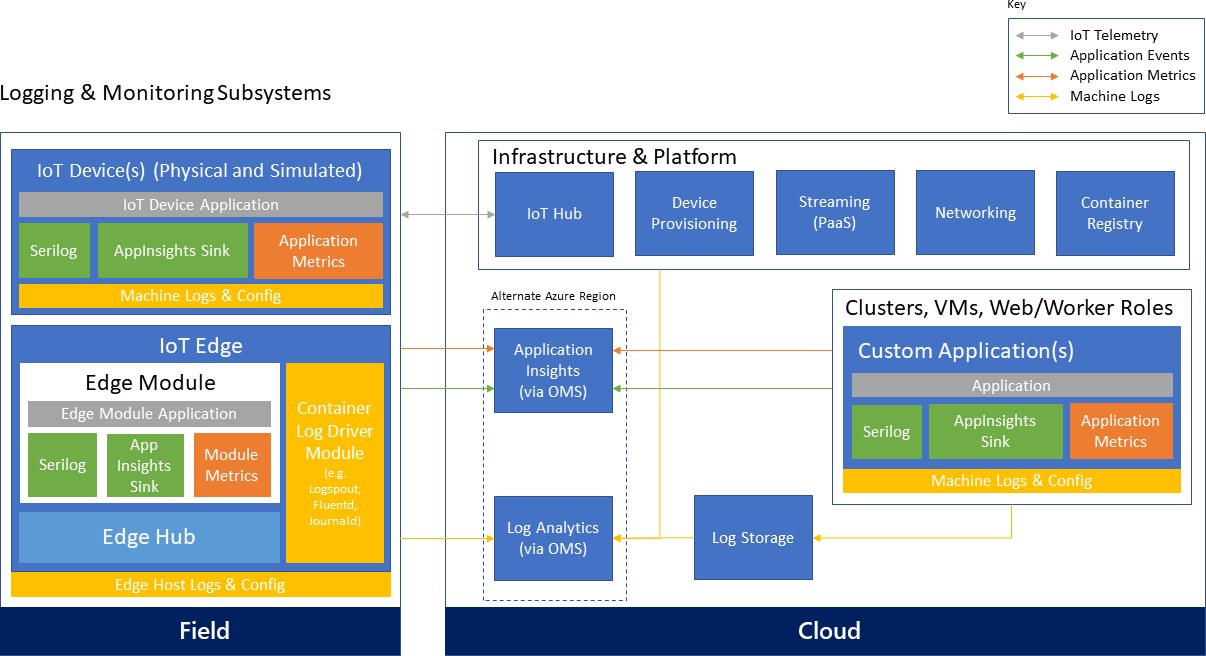 Key
IoT Telemetry
Application Events
Application Metrics
Machine Logs
Logging & Monitoring Subsystems
IoT Device(s) (Physical and Simulated)
IoT Device Application
Serilog
AppInsights Sink
Application
Metrics
Machine Logs & Config
IoT Edge
Edge Module
Edge Module Application
Serilog
App
Insights
Sink
Module
Metrics
Container
Log Driver
Module
(e.g.
Logspout,
Fluentd,
Journald)
Edge Hub
Edge Host Logs & Config
Field
Infrastructure & Platform
IoT Hub
Device
Provisioning
Streaming
(PaaS)
Networking
Container
Registry
Alternate Azure Region
Application
Insights
(via OMS)
Log Analytics
(via OMS)
Log Storage
Clusters, VMs, Web/Worker Roles
Custom Application(s)
Application
Serilog
AppInsights
Sink
Application
Metrics
Machine Logs & Config
Cloud